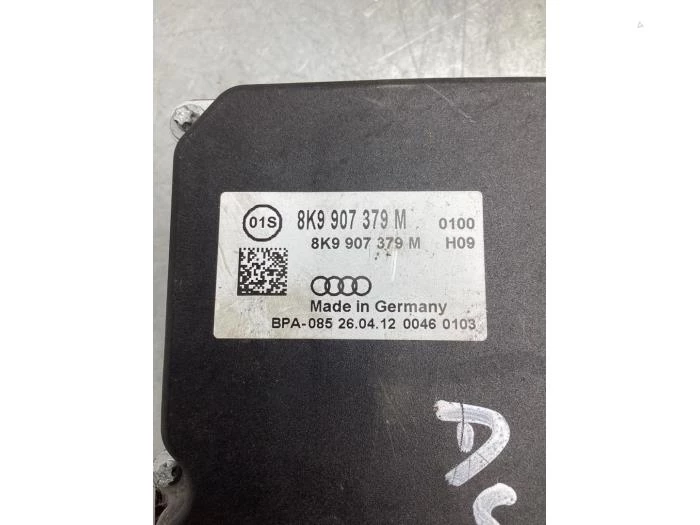 01S 8K9 907 379 M 0100
8K9 907 379 M H09
Made in Germany
BPA-085 26.04.12 0046 0103